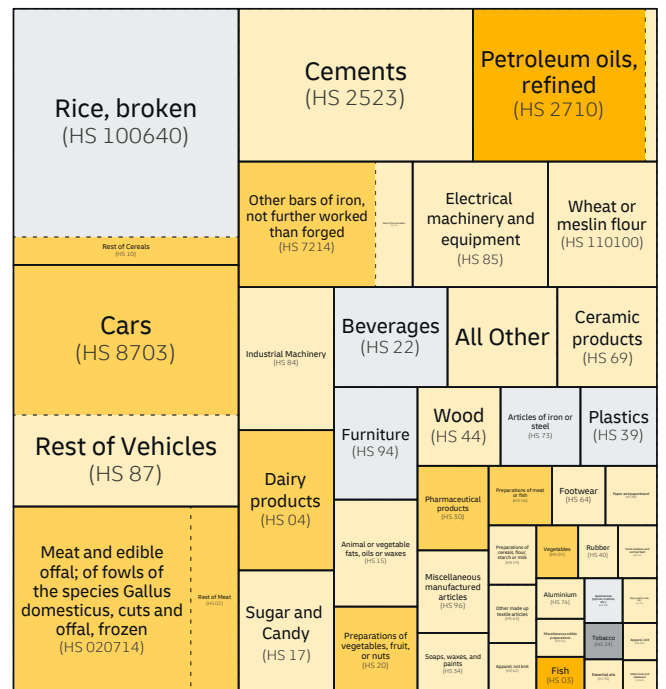 Rice, broken
(HS 100640)
Rest of Cereals
(HS 10)
Cars
(HS 8703)
Rest of Vehicles
(HS 87)
Meat and edible
offal; of fowls of
the species Gallus
domesticus, cuts and
offal, frozen
(HS 020714)
Rest of Meat
(HS 02)
Cements
(HS 2523)
Petroleum oils,
refined
(HS 2710)
Other bars of iron,
not further worked
than forged
(HS 7214)
Electrical
machinery and
equipment
(HS 85)
Wheat or
meslin flour
(HS 110100)
Industrial Machinery
(HS 84)
Beverages
(HS 22)
All Other
Ceramic
products
(HS 69)
Furniture
(HS 94)
Wood
(HS 44)
Articles of iron or
steel
(HS 73)
Plastics
(HS 39)
Dairy
products
(HS 04)
Sugar and
Candy
(HS 17)
Animal or vegetable
fats, oils or waxes
(HS 15)
Preparations of
vegetables, fruit,
or nuts
(HS 20)
Pharmaceutical
products
(HS 30)
Miscellaneous
manufactured
articles
(HS 96)
Soaps, waxes, and
paints
(HS 34)
Preparations of meat
or fish
(HS 16)
Footwear
(HS 64)
Paper and paperboard
Preparations of
cereals, flour,
starch or milk
(HS 19)
Vegetables
(HS 07)
Rubber
(HS 40)
Other made up
textile articles
(HS 63)
Aluminium
(HS 76)
Miscellaneous edible
preparations
Tobacco
(HS 24)
Apparel, knit
Apparel, not knit
(HS 62)
Fish
(HS 03)
Essential oils